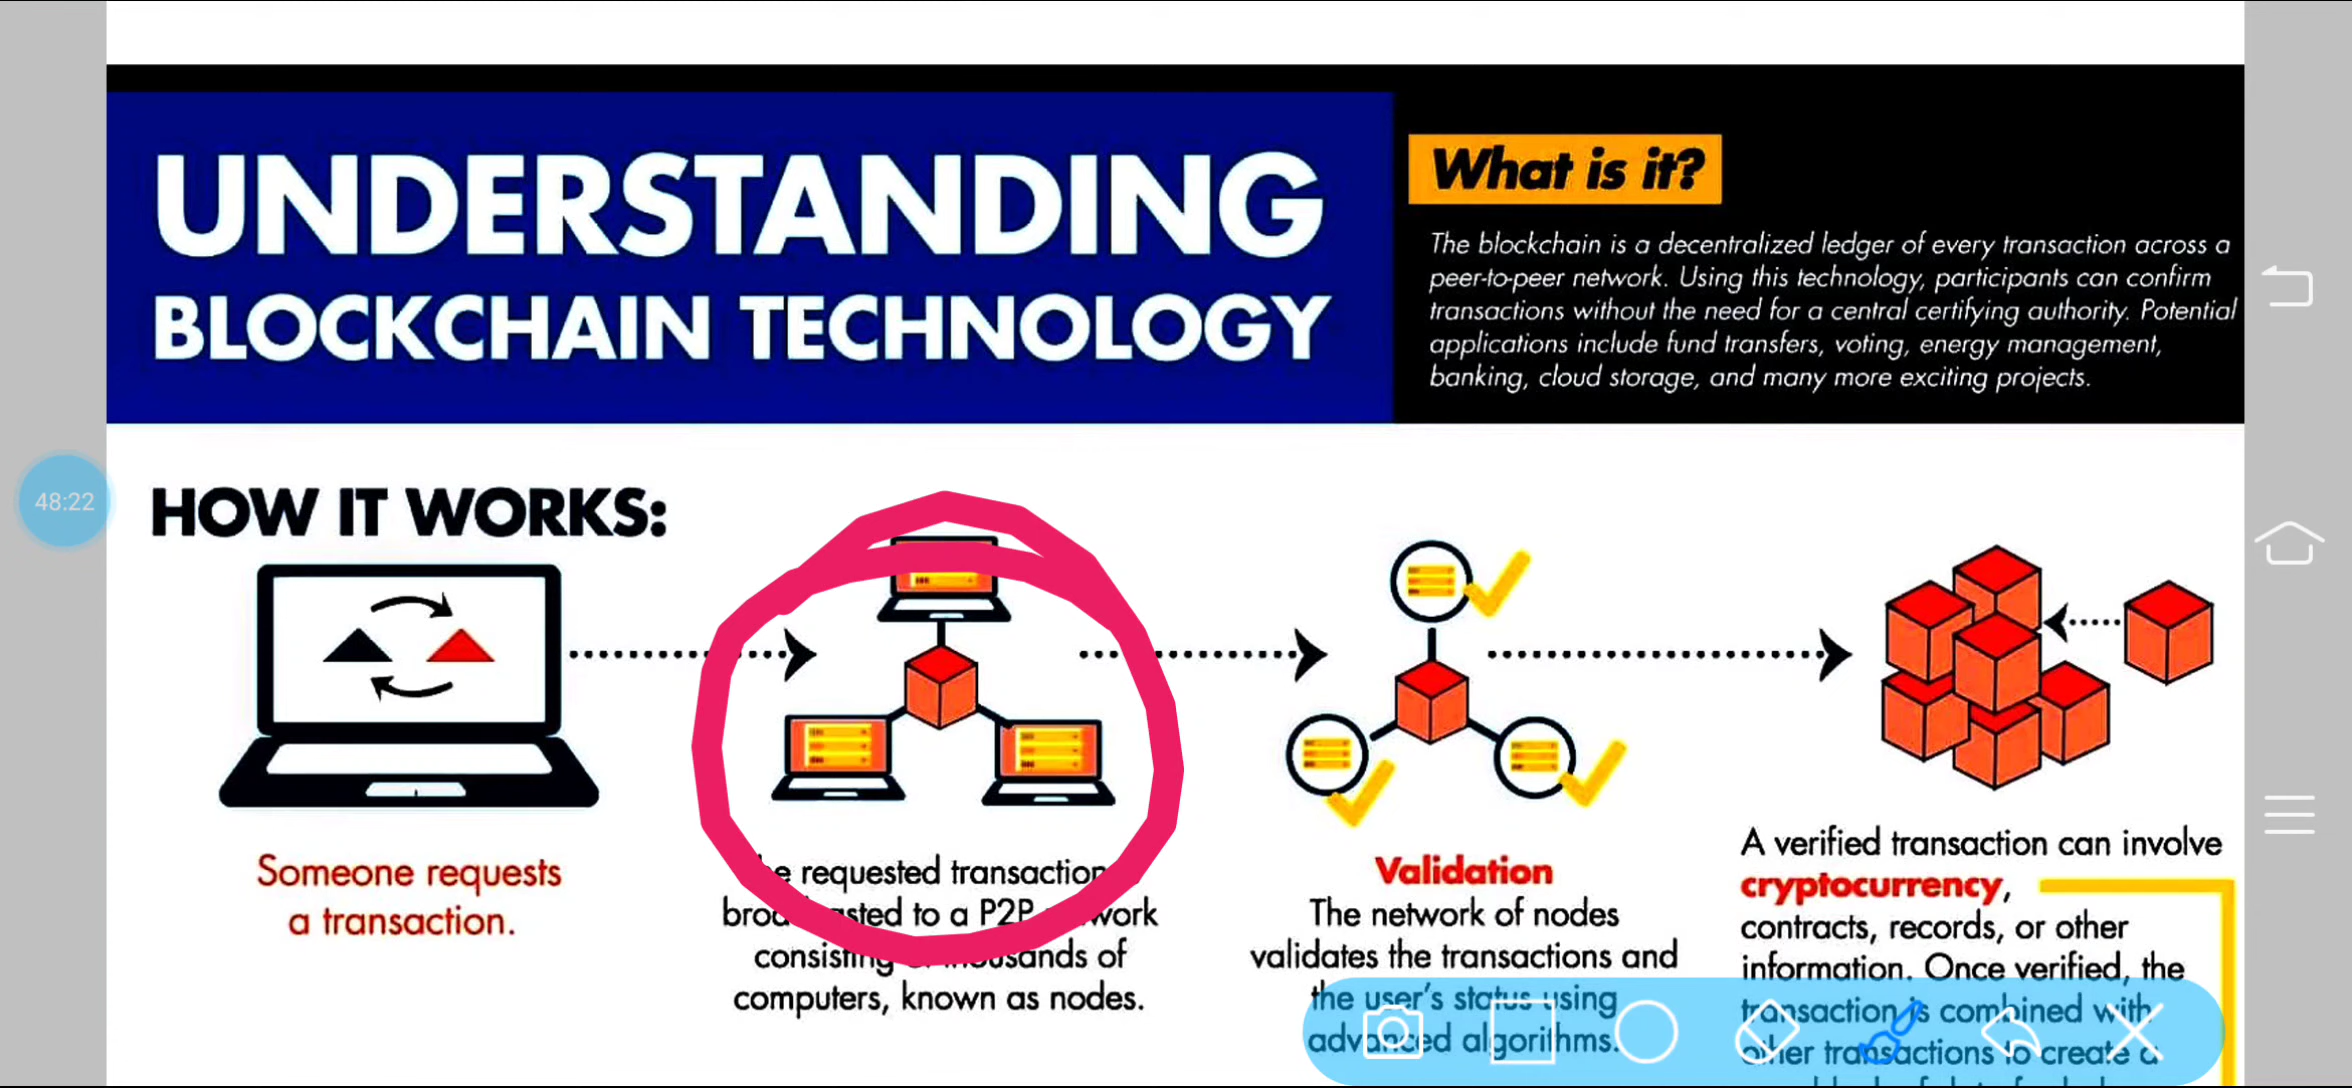 UNDERSTANDING
BLOCKCHAIN TECHNOLOGY
What is it?
The blockchain is a decentralized ledger of every transaction across a
peer-to-peer network. Using this technology, participants can confirm
transactions without the need for a central certifying authority. Potential
applications include fund transfers, voting, energy management,
banking, cloud storage, and many more exciting projects.
48:22
HOW IT WORKS:
Someone requests
a transaction.
requested transaction
to a P2P
consisting thousands of
computers, known as nodes.
Validation
The network of nodes
validates the transactions and
the user's status using
advanced algorithms.
A verified transaction can involve
cryptocurrency,
contracts, records, or other
information. Once verified, the
transaction is combined with
other transactions to create a